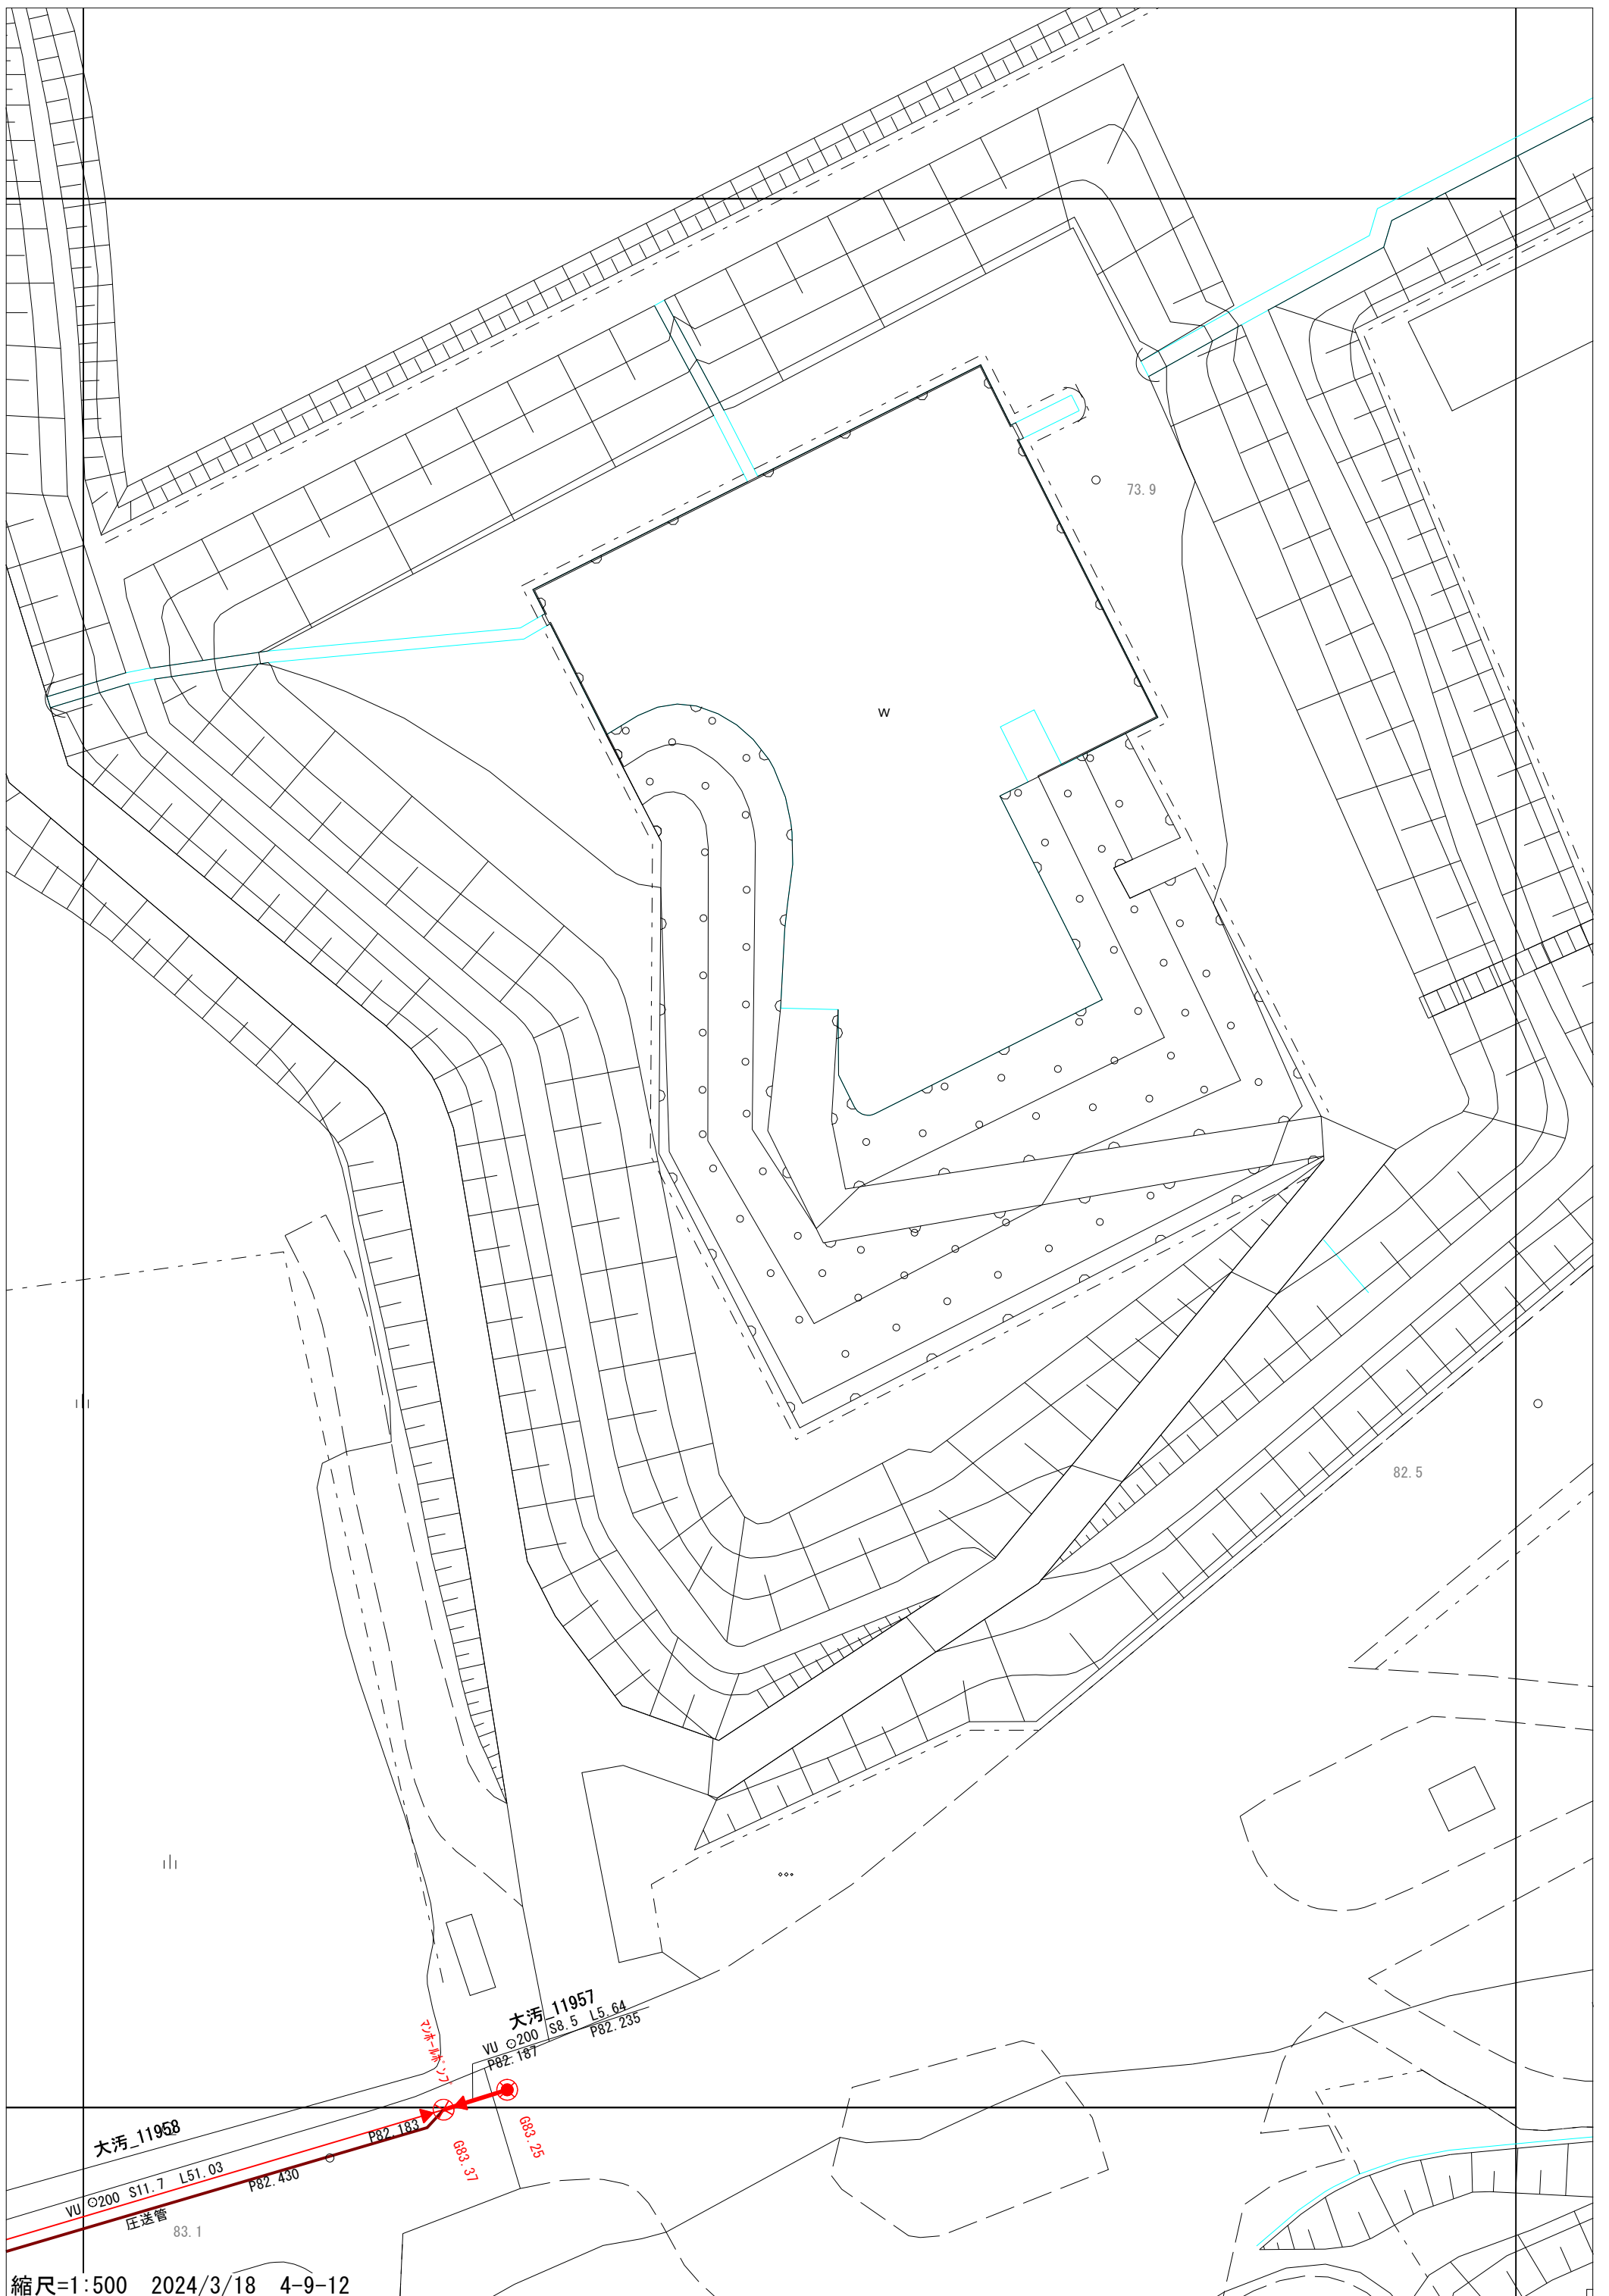 73.9
W
82.5
大汚_11957
VU ○200 S8.5 L5.64
P82.187
P82.235
マンホールポンプ
G83.25
G83.37
大汚_11958
P82.183
VU ○200 S11.7 L51.03
P82.430
圧送管
83.1
縮尺=1:500 2024/3/18 4-9-12